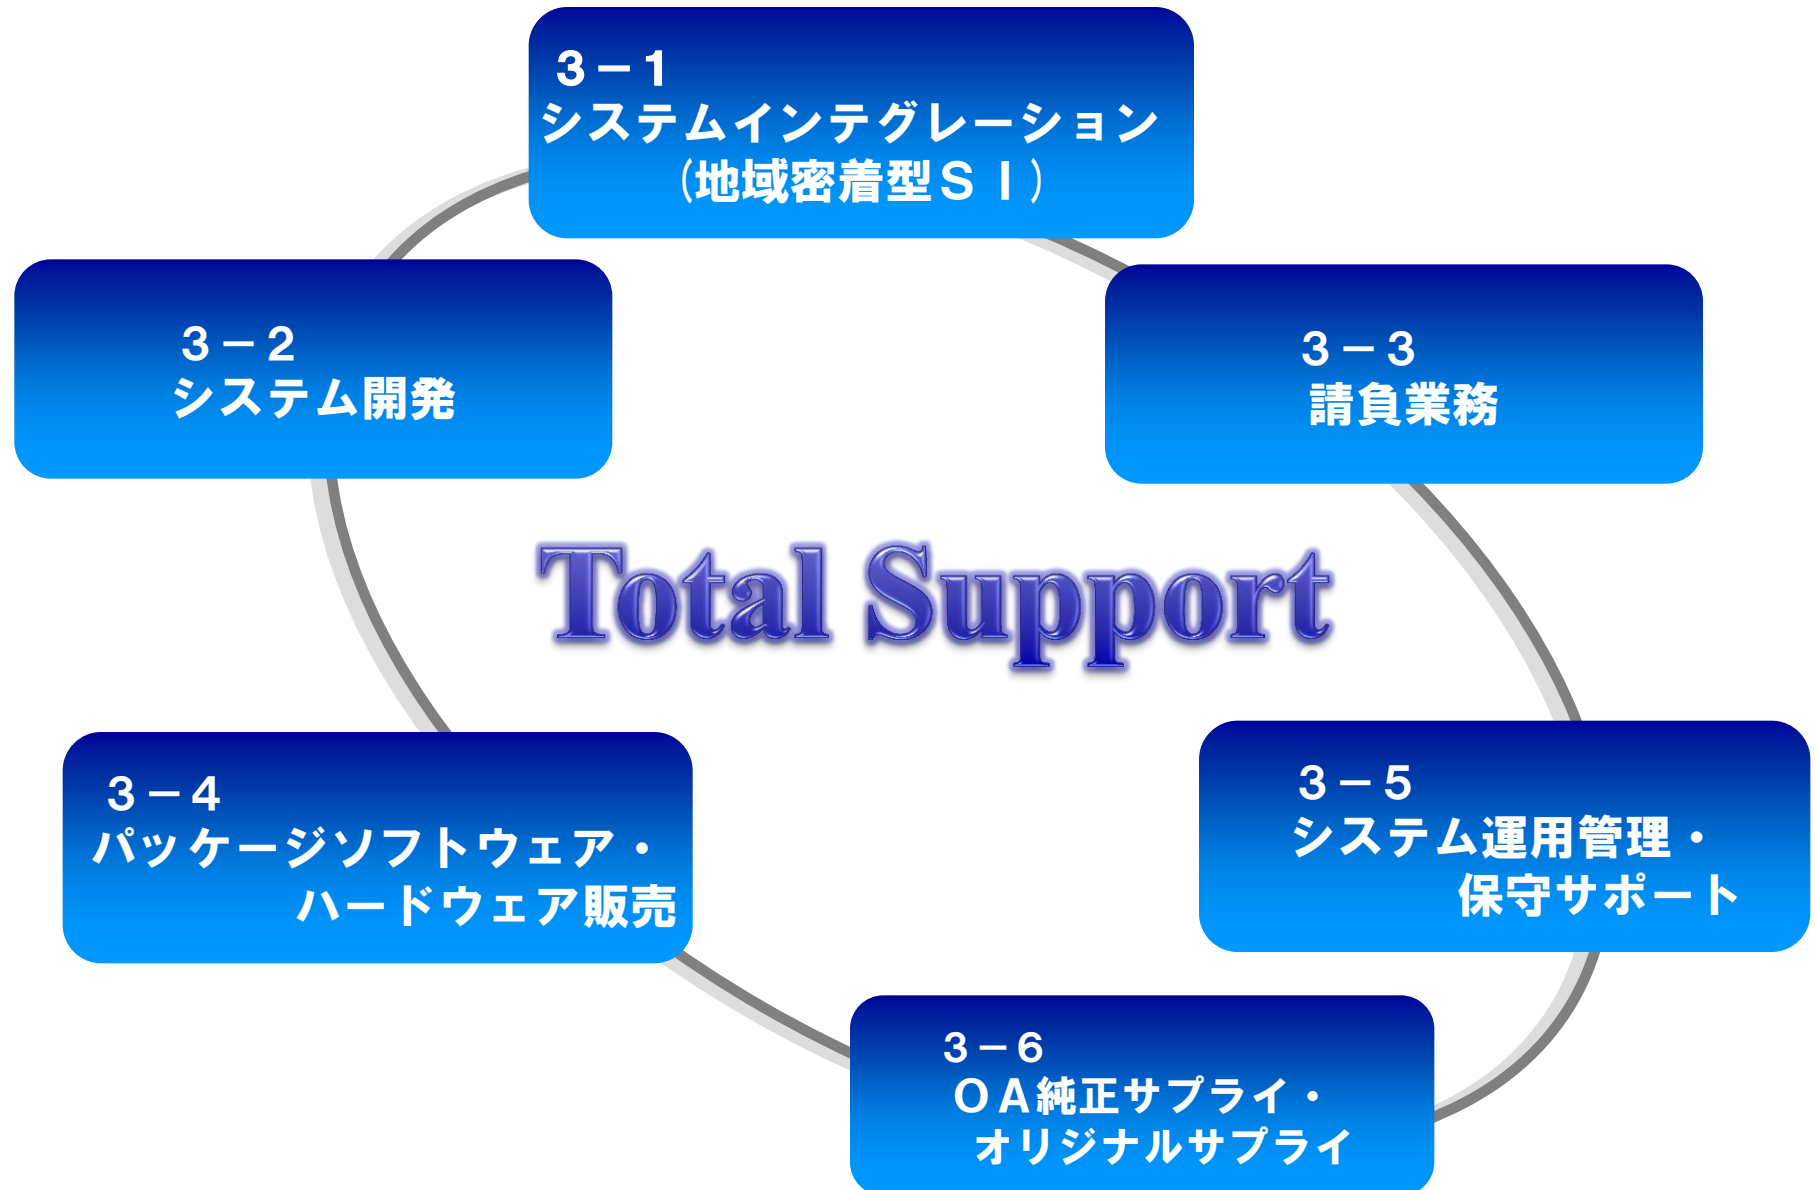 ３－１
システムインテグレーション
(地域密着型ＳＩ)
３－２
システム開発
３－３
請負業務
Total Support
３－４
パッケージソフトウェア・
ハードウェア販売
３－５
システム運用管理・
保守サポート
３－６
ＯＡ純正サプライ・
オリジナルサプライ